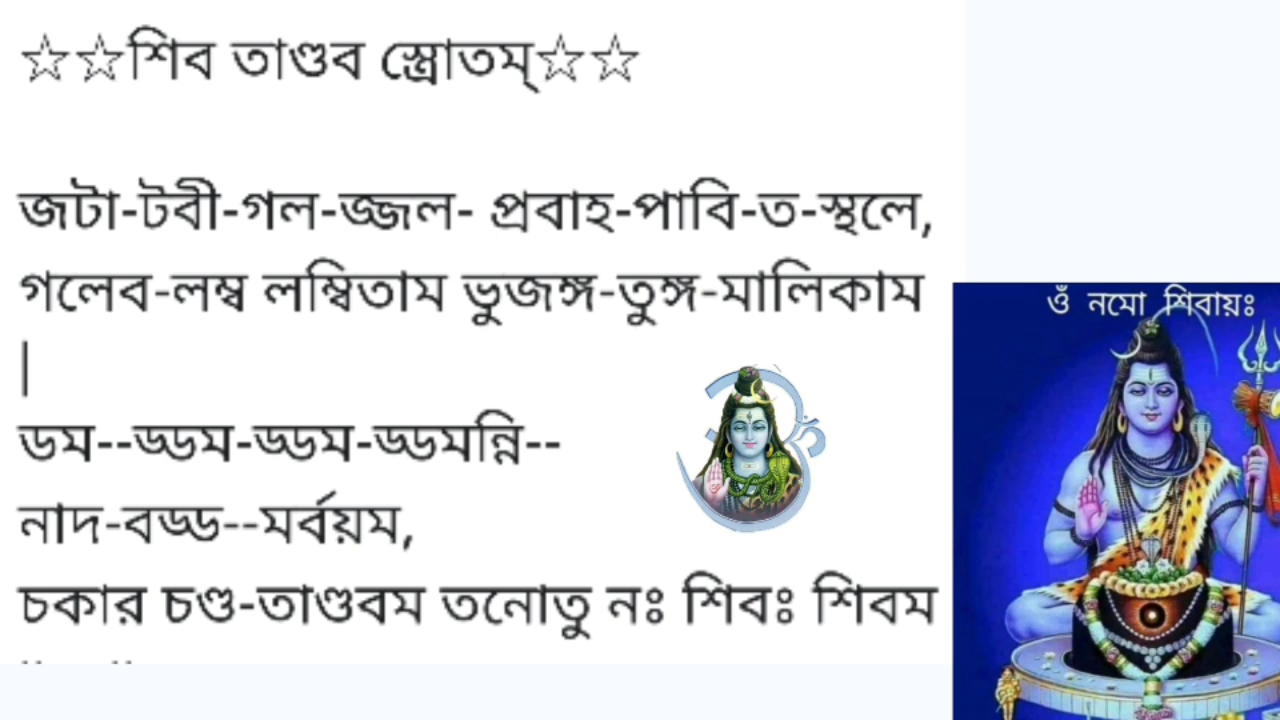 ☆☆শিব তাণ্ডব স্ত্রোতম্☆☆
জটা-টবী-গল-জ্জল- প্রবাহ-পাবি-ত-স্থলে,
গলেব-লম্ব লম্বিতাম ভুজঙ্গ-তুঙ্গ-মালিকাম
|
ডম--ড্ডম-ড্ডম-ড্ডমন্নি--
নাদ-বড্ড--মর্বয়ম,
চকার চণ্ড-তাণ্ডবম তনোতু নঃ শিবঃ শিবম
ওঁ নমো শিবায়ঃ